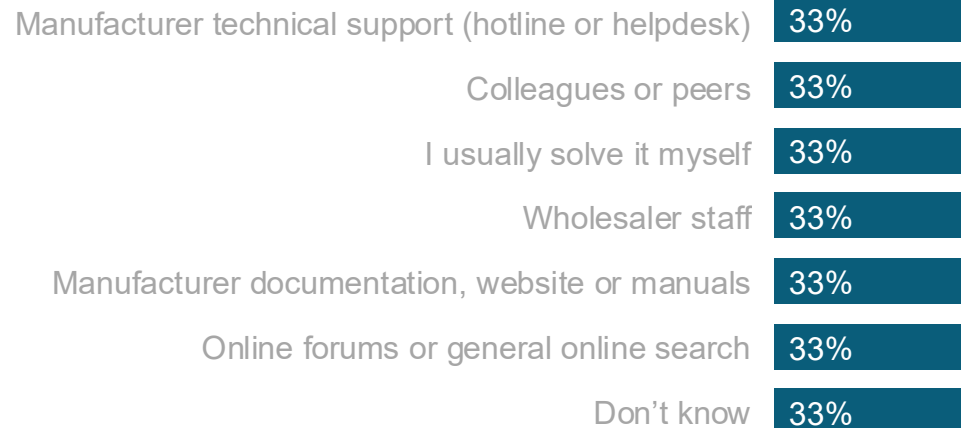 Manufacturer technical support (hotline or helpdesk) 33%
Colleagues or peers 33%
I usually solve it myself 33%
Wholesaler staff 33%
Manufacturer documentation, website or manuals 33%
Online forums or general online search 33%
Don’t know 33%